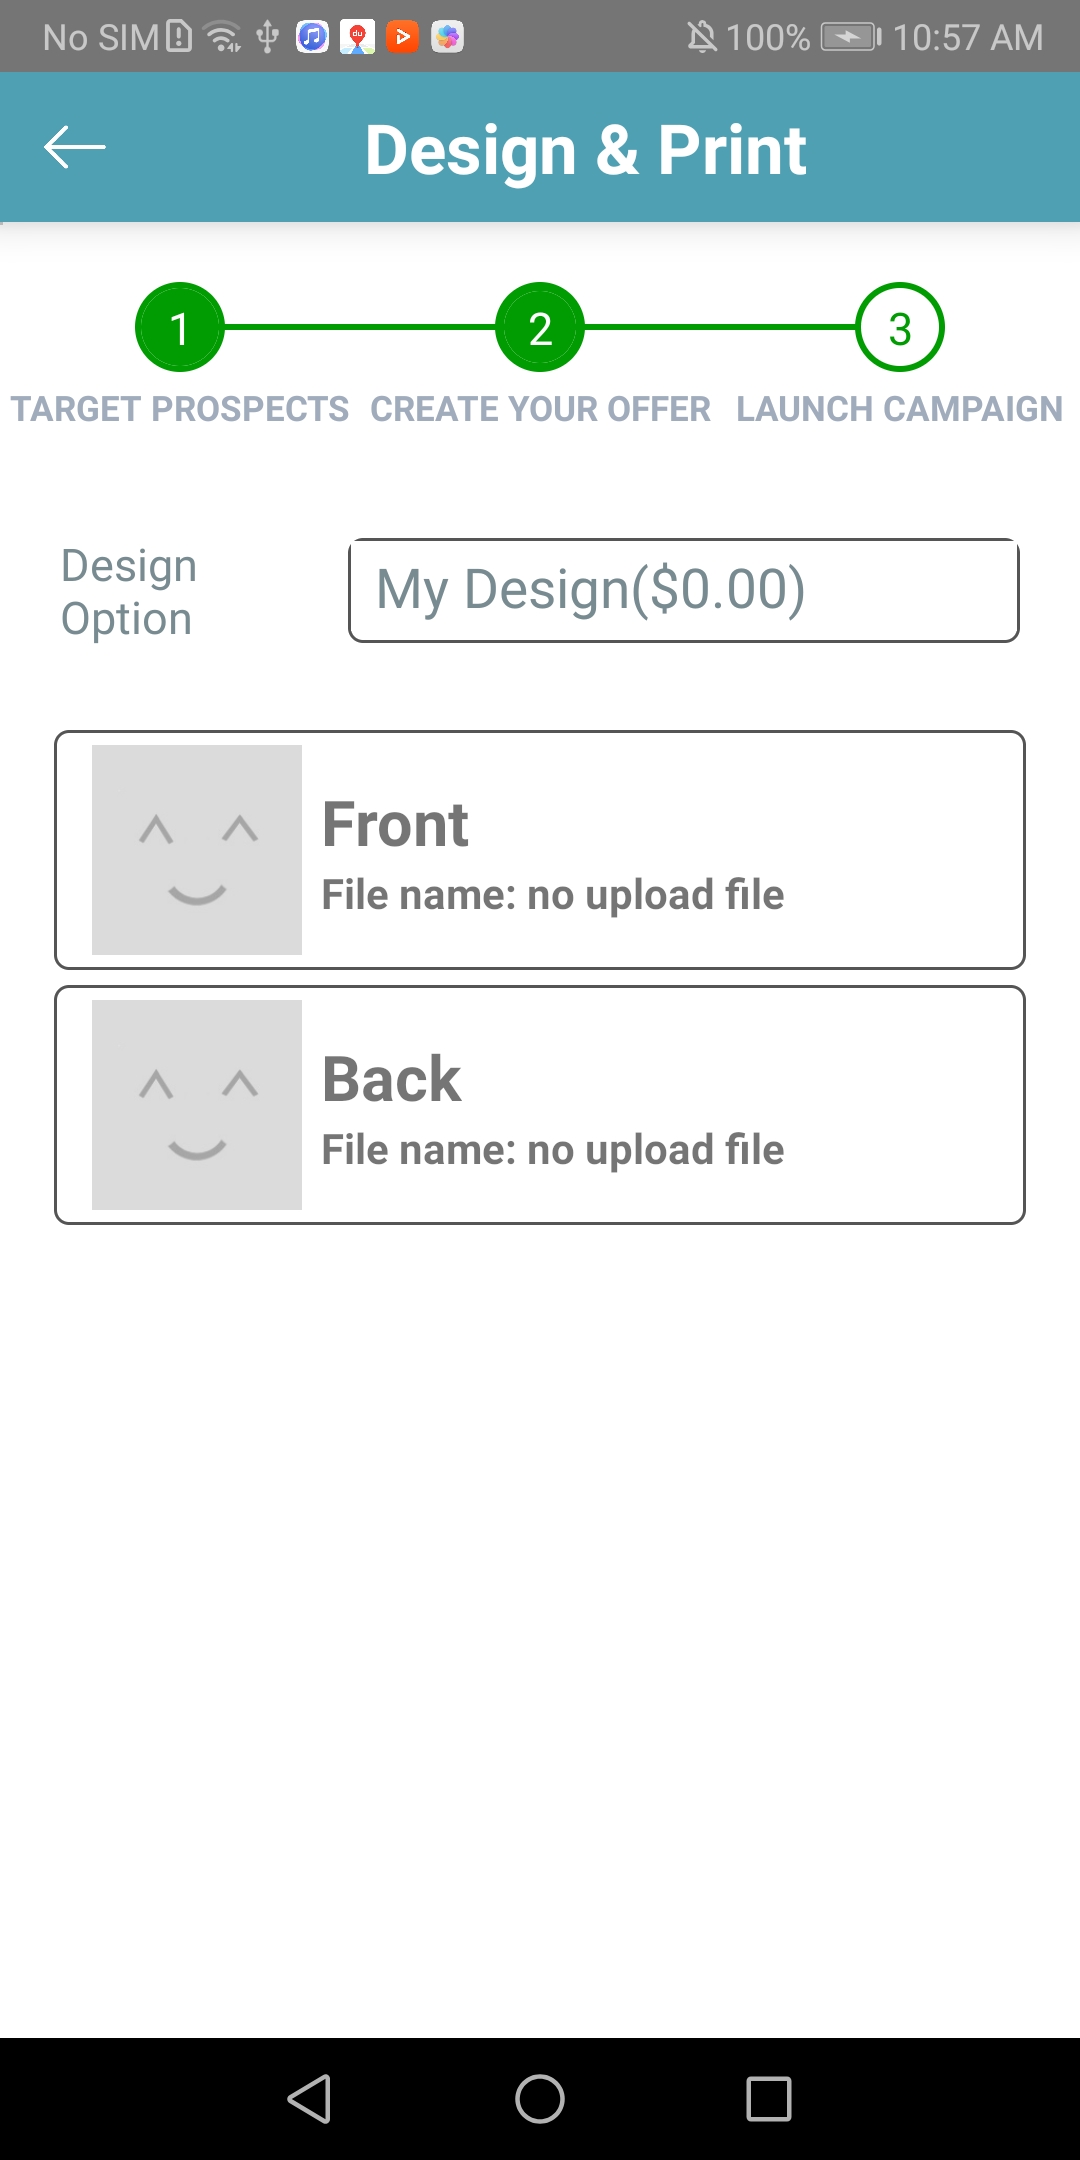 No SIM 100% 10:57 AM
Design & Print
1 2 3
TARGET PROSPECTS CREATE YOUR OFFER LAUNCH CAMPAIGN
Design
Option
My Design($0.00)
Front
File name: no upload file
Back
File name: no upload file